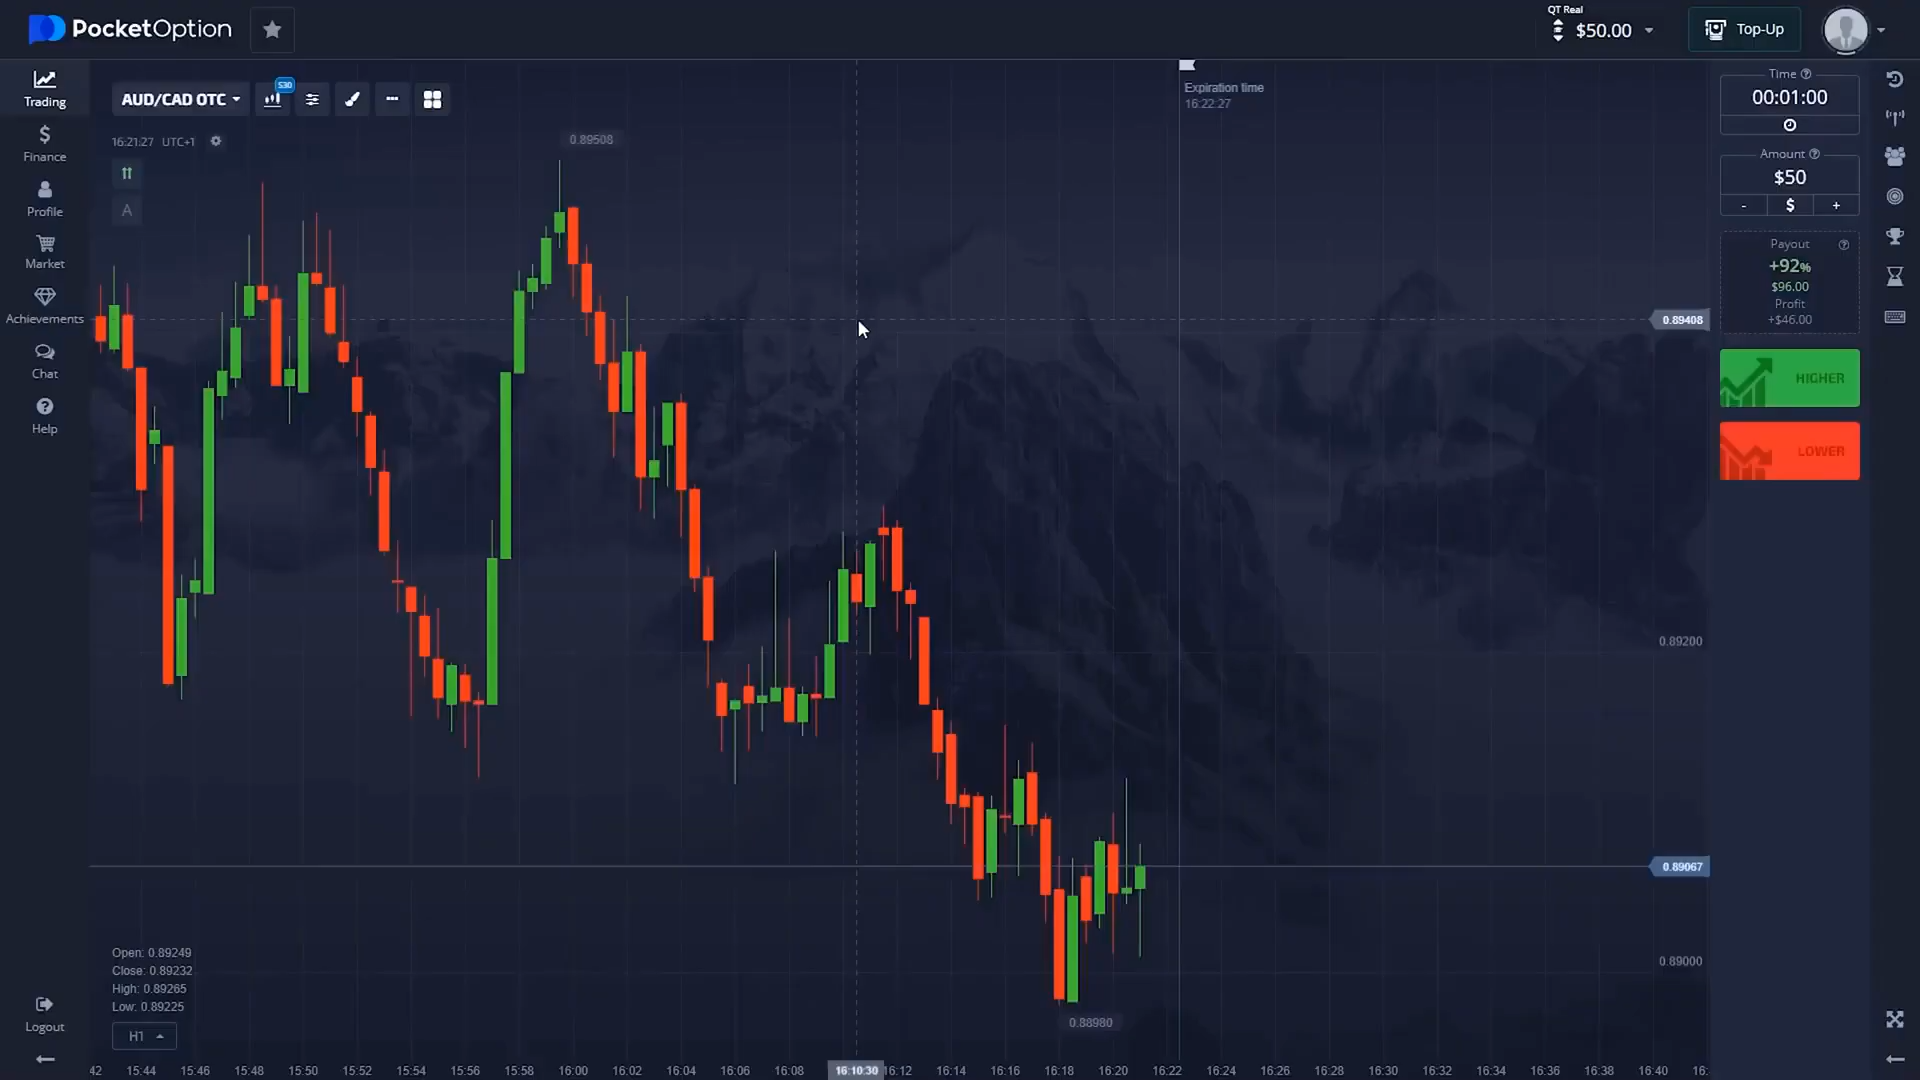 PocketOption
QT Real
$50.00
Top-Up
Trading
Finance
Profile
Market
Achievements
Chat
Help
Logout
AUD/CAD OTC
S30
16:21:27 UTC+1
A
0.89508
Expiration time
16:22:27
0.89408
0.89200
0.89067
0.89000
0.88980
Open: 0.89249
Close: 0.89232
High: 0.89265
Low: 0.89225
H1
42 15:44 15:46 15:48 15:50 15:52 15:54 15:56 15:58 16:00 16:02 16:04 16:06 16:08 16:10:30 16:12 16:14 16:16 16:18 16:20 16:22 16:24 16:26 16:28 16:30 16:32 16:34 16:36 16:38 16:40 16:
Time
00:01:00
Amount
$50
- $ +
Payout
+92%
$96.00
Profit
+$46.00
HIGHER
LOWER